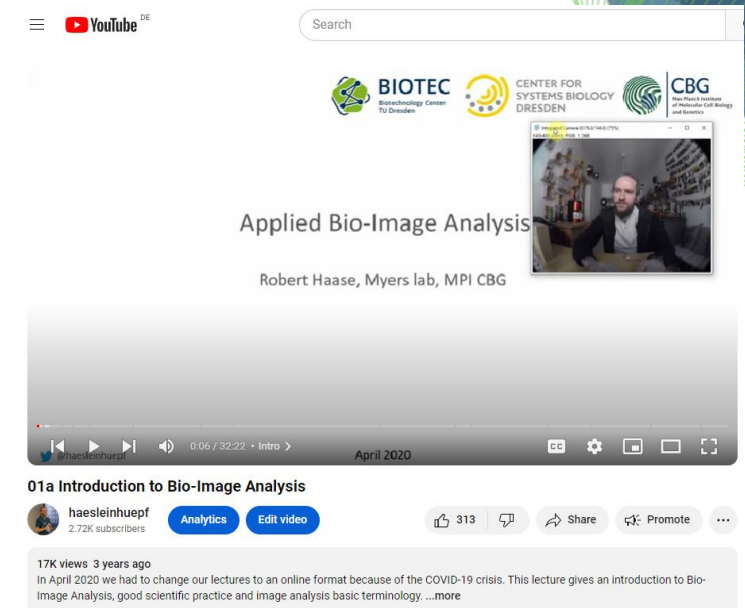 YouTube DE
Search
BIOTEC
Biotechnology Center
TU Dresden
CENTER FOR
SYSTEMS BIOLOGY
DRESDEN
CBG
Max Planck Institute
of Molecular Cell Biology
and Genetics
Applied Bio-Image Analysis
Robert Haase, Myers lab, MPI CBG
0:06 / 32:22 • Intro
CC
@haesleinhuepf
April 2020
01a Introduction to Bio-Image Analysis
haesleinhuepf
2.72K subscribers
Analytics
Edit video
313
Share
Promote
17K views 3 years ago
In April 2020 we had to change our lectures to an online format because of the COVID-19 crisis. This lecture gives an introduction to Bio-
Image Analysis, good scientific practice and image analysis basic terminology. ...more